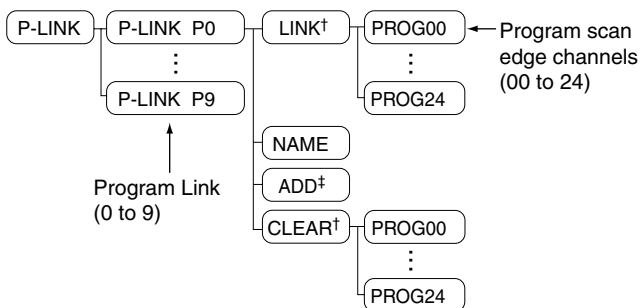 P-LINK P-LINK P0 LINK† PROG00 Program scan
edge channels
(00 to 24)
P-LINK P9 PROG24
NAME
ADD‡
Program Link
(0 to 9)
CLEAR† PROG00
PROG24